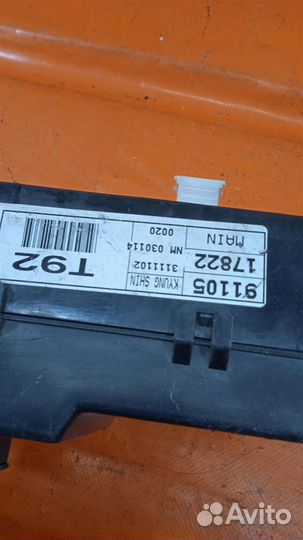 91105
17822
MAIN
KYUNG SHIN
3111102
NM 030114
0020
T92
Avito